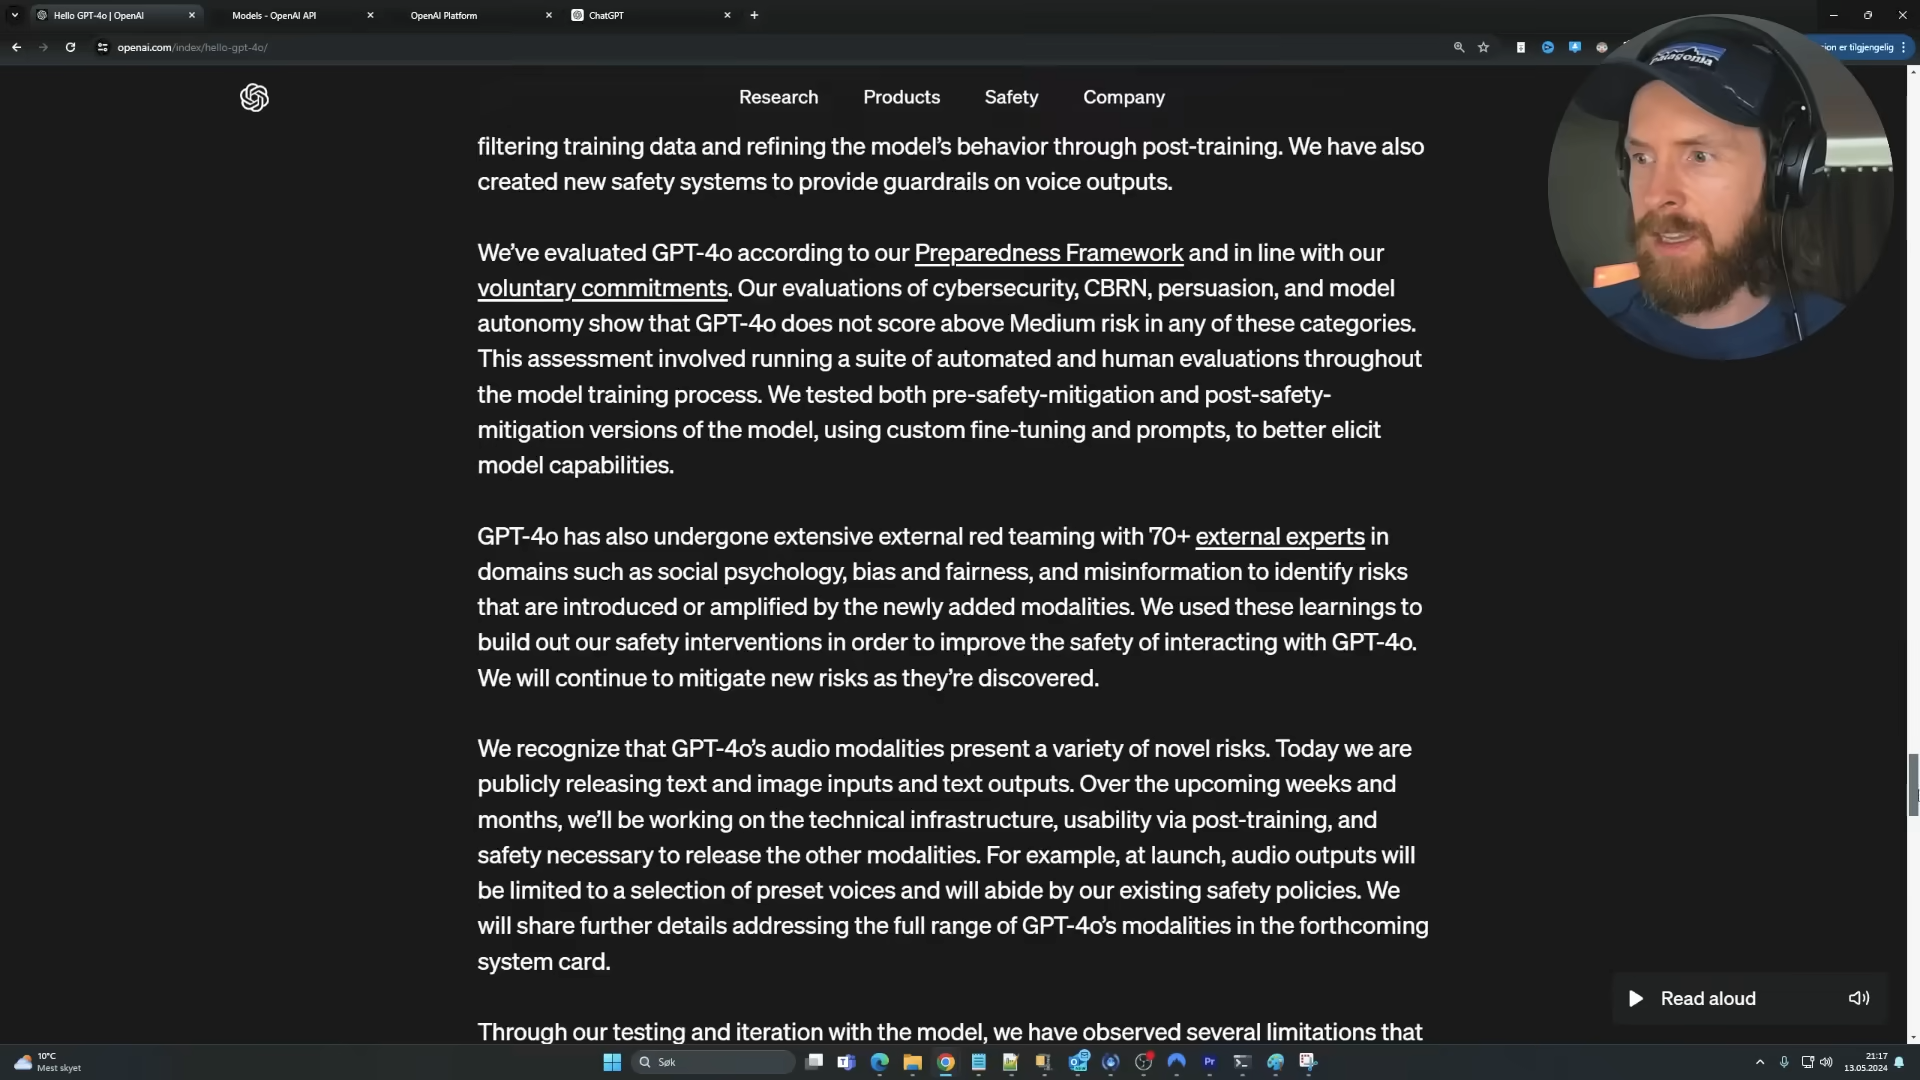 Hello GPT-4o | OpenAI
Models - OpenAI API
OpenAI Platform
ChatGPT
openai.com/index/hello-gpt-4o/
jon er tilgjengelig
patagonia
Research Products Safety Company
filtering training data and refining the model’s behavior through post-training. We have also
created new safety systems to provide guardrails on voice outputs.
We’ve evaluated GPT-4o according to our Preparedness Framework and in line with our
voluntary commitments. Our evaluations of cybersecurity, CBRN, persuasion, and model
autonomy show that GPT-4o does not score above Medium risk in any of these categories.
This assessment involved running a suite of automated and human evaluations throughout
the model training process. We tested both pre-safety-mitigation and post-safety-
mitigation versions of the model, using custom fine-tuning and prompts, to better elicit
model capabilities.
GPT-4o has also undergone extensive external red teaming with 70+ external experts in
domains such as social psychology, bias and fairness, and misinformation to identify risks
that are introduced or amplified by the newly added modalities. We used these learnings to
build out our safety interventions in order to improve the safety of interacting with GPT-4o.
We will continue to mitigate new risks as they’re discovered.
We recognize that GPT-4o’s audio modalities present a variety of novel risks. Today we are
publicly releasing text and image inputs and text outputs. Over the upcoming weeks and
months, we’ll be working on the technical infrastructure, usability via post-training, and
safety necessary to release the other modalities. For example, at launch, audio outputs will
be limited to a selection of preset voices and will abide by our existing safety policies. We
will share further details addressing the full range of GPT-4o’s modalities in the forthcoming
system card.
Read aloud
Through our testing and iteration with the model, we have observed several limitations that
10°C
Mest skyet
Søk
Pr
21:17
13.05.2024